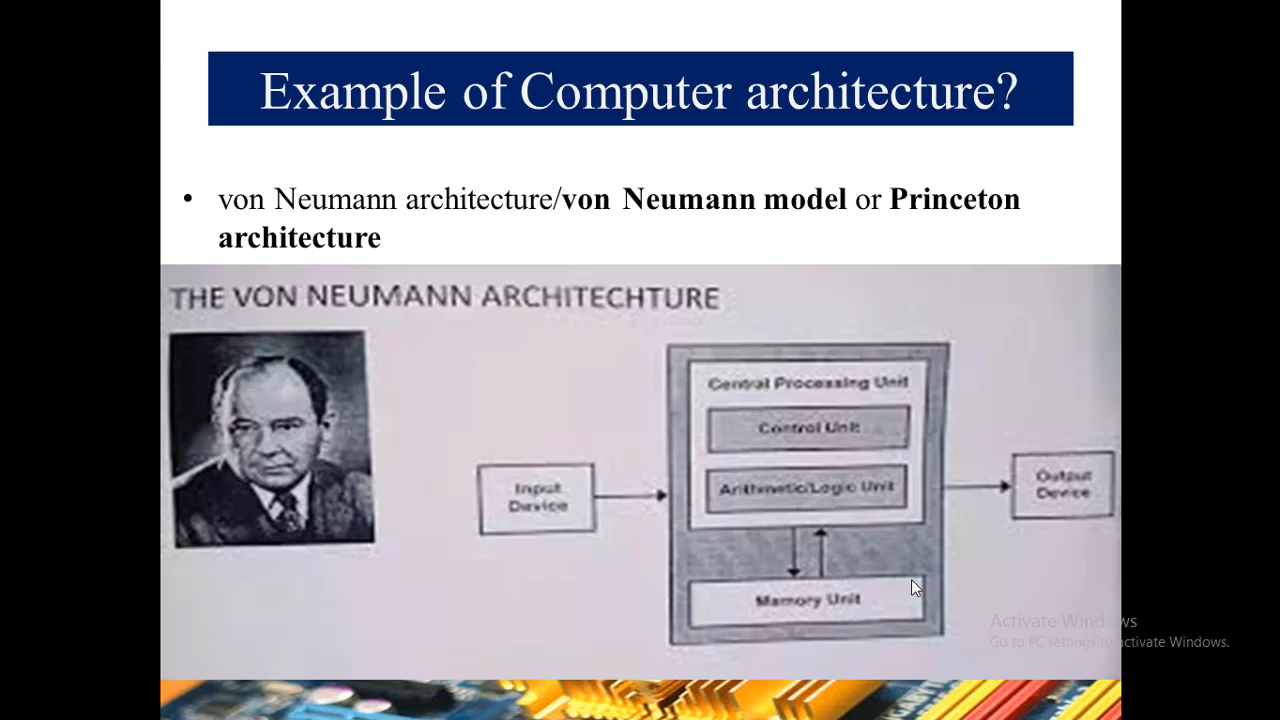 Example of Computer architecture?
• von Neumann architecture/von Neumann model or Princeton
architecture
THE VON NEUMANN ARCHITECHTURE
Central Processing Unit
Control Unit
Arithmetic/Logic Unit
Input
Device
Output
Device
Memory Unit
Activate Windows
Go to PC settings to activate Windows.
GABYTE